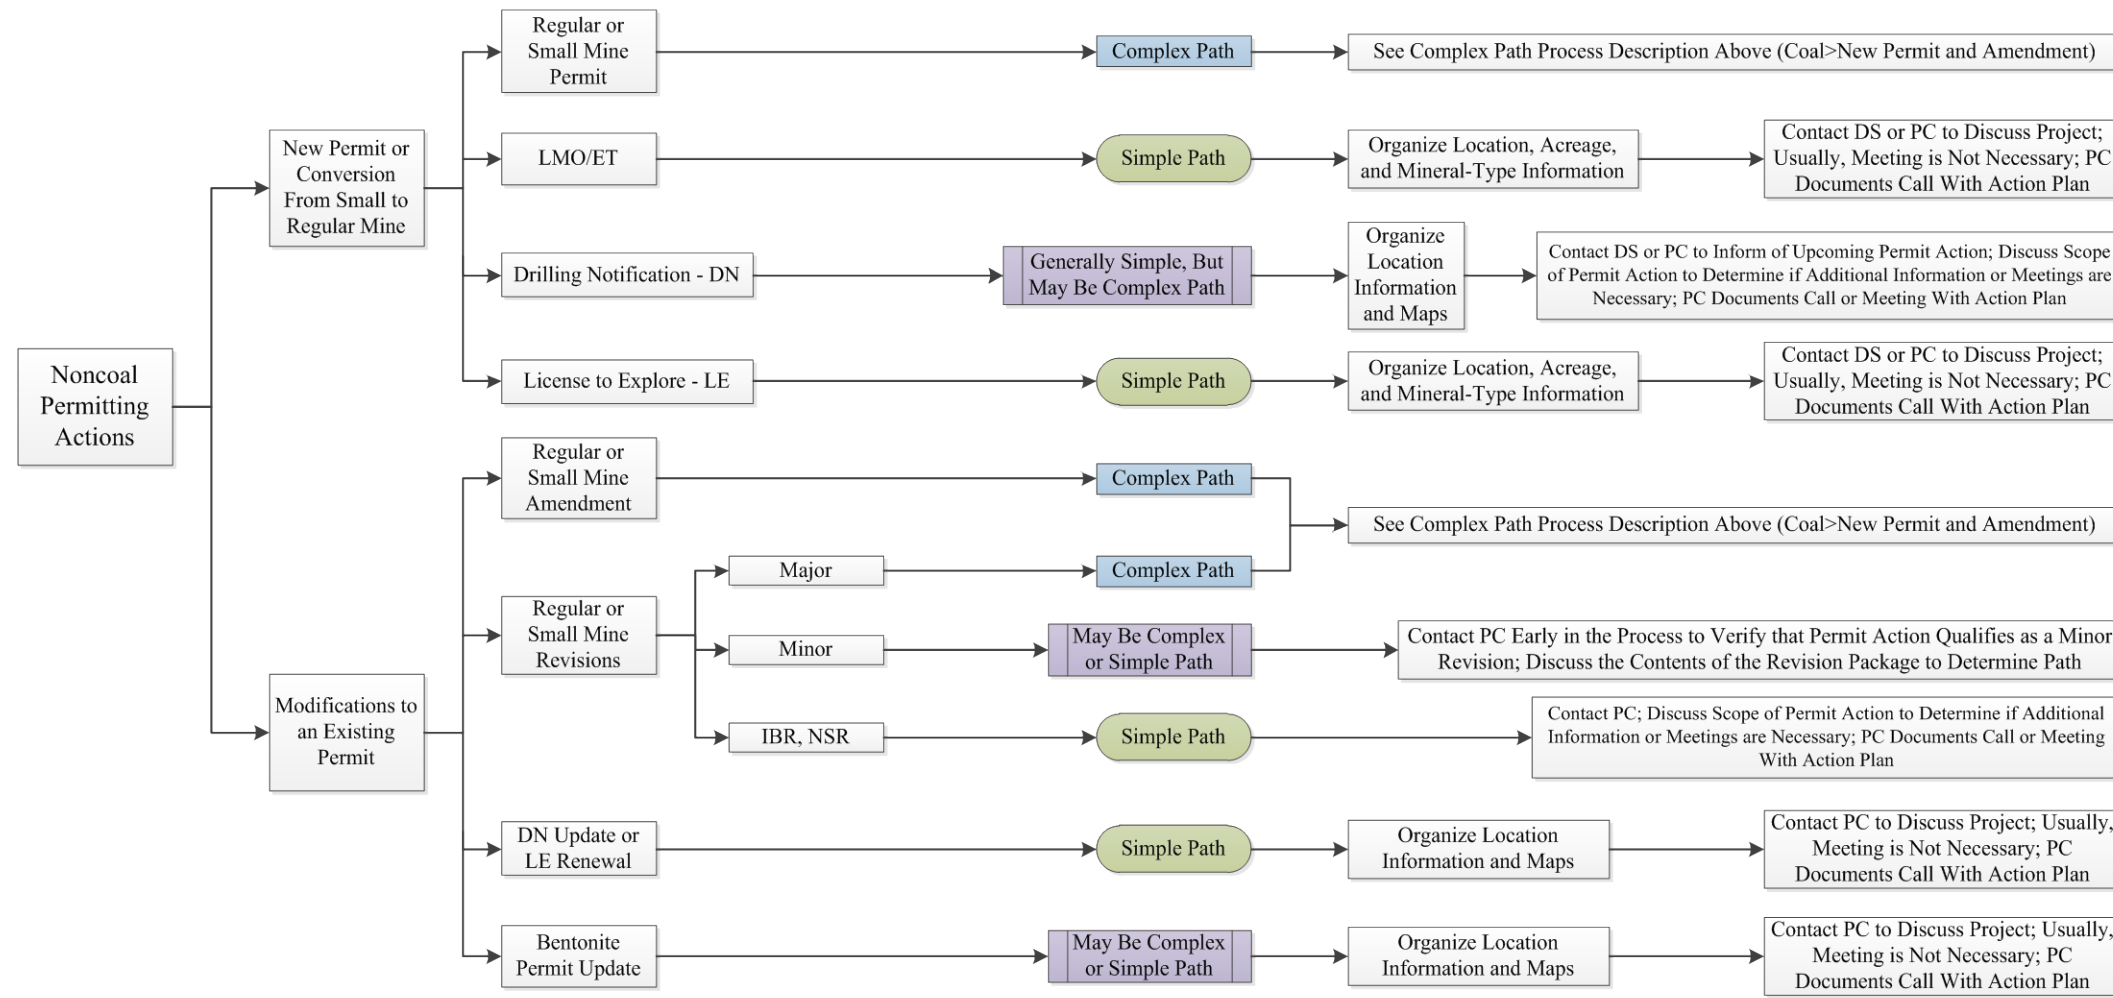 Noncoal
Permitting
Actions
New Permit or
Conversion
From Small to
Regular Mine
Regular or
Small Mine
Permit
Complex Path
See Complex Path Process Description Above (Coal>New Permit and Amendment)
LMO/ET
Simple Path
Organize Location, Acreage,
and Mineral-Type Information
Contact DS or PC to Discuss Project;
Usually, Meeting is Not Necessary; PC
Documents Call With Action Plan
Drilling Notification - DN
Generally Simple, But
May Be Complex Path
Organize
Location
Information
and Maps
Contact DS or PC to Inform of Upcoming Permit Action; Discuss Scope
of Permit Action to Determine if Additional Information or Meetings are
Necessary; PC Documents Call or Meeting With Action Plan
License to Explore - LE
Simple Path
Organize Location, Acreage,
and Mineral-Type Information
Contact DS or PC to Discuss Project;
Usually, Meeting is Not Necessary; PC
Documents Call With Action Plan
Modifications to
an Existing
Permit
Regular or
Small Mine
Amendment
Complex Path
See Complex Path Process Description Above (Coal>New Permit and Amendment)
Regular or
Small Mine
Revisions
Major
Complex Path
Minor
May Be Complex
or Simple Path
Contact PC Early in the Process to Verify that Permit Action Qualifies as a Minor
Revision; Discuss the Contents of the Revision Package to Determine Path
IBR, NSR
Simple Path
Contact PC; Discuss Scope of Permit Action to Determine if Additional
Information or Meetings are Necessary; PC Documents Call or Meeting
With Action Plan
DN Update or
LE Renewal
Simple Path
Organize Location
Information and Maps
Contact PC to Discuss Project; Usually,
Meeting is Not Necessary; PC
Documents Call With Action Plan
Bentonite
Permit Update
May Be Complex
or Simple Path
Organize Location
Information and Maps
Contact PC to Discuss Project; Usually,
Meeting is Not Necessary; PC
Documents Call With Action Plan